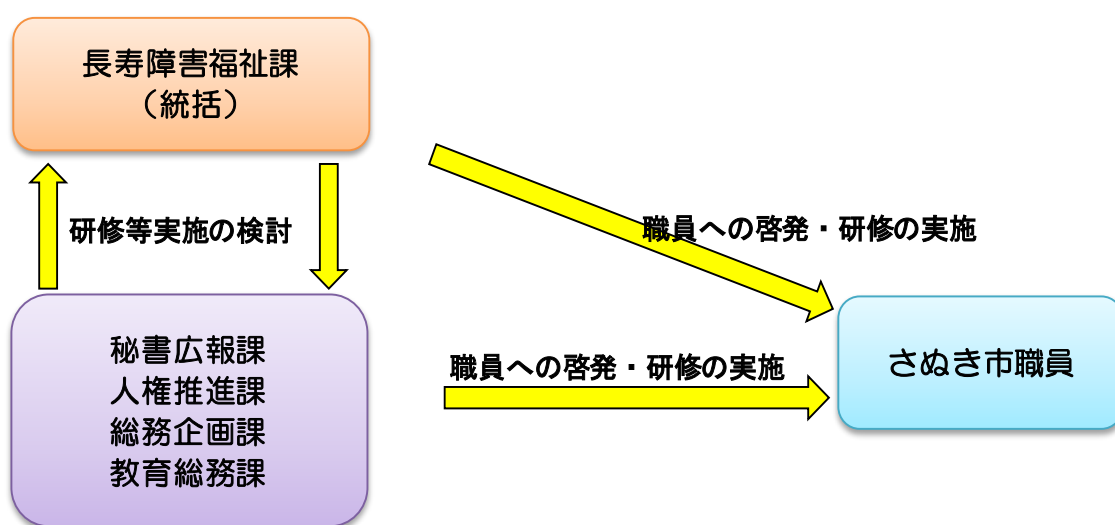 長寿障害福祉課
（統括）
研修等実施の検討
職員への啓発・研修の実施
秘書広報課
人権推進課
総務企画課
教育総務課
職員への啓発・研修の実施
さぬき市職員